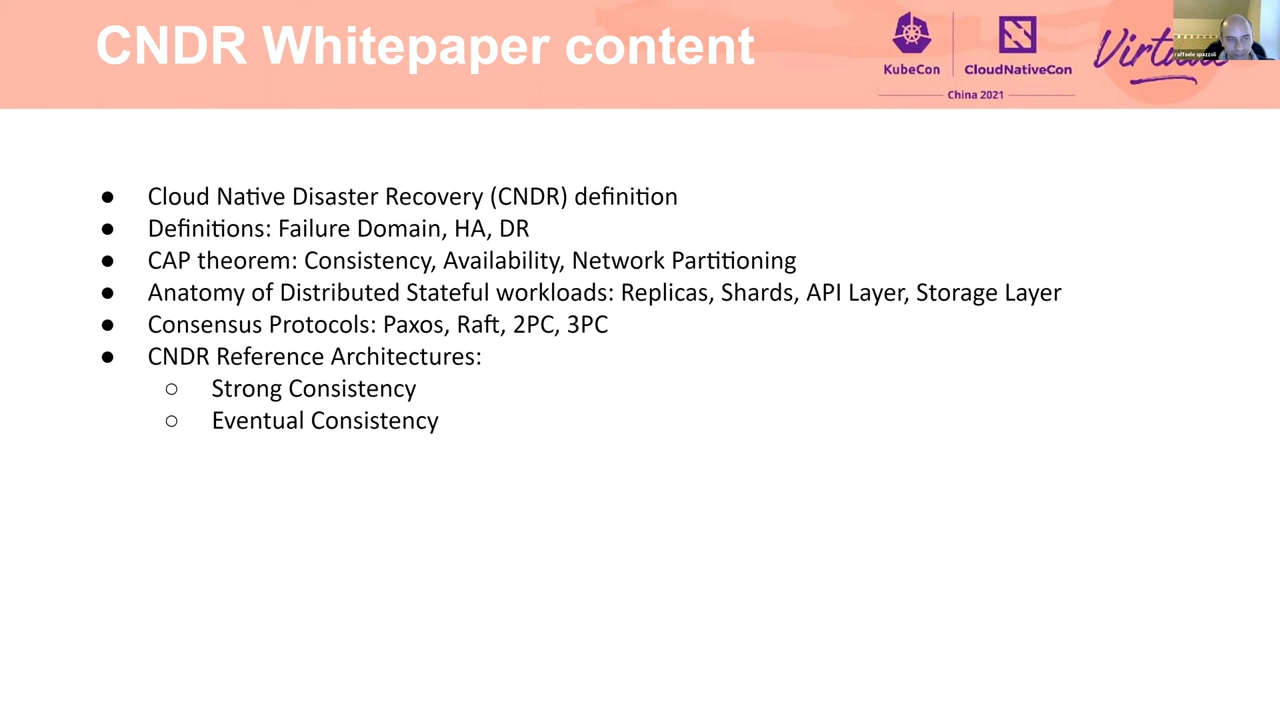 CNDR Whitepaper content
KubeCon
CloudNativeCon
China 2021
Virtual
raffaele spazzoli
● Cloud Native Disaster Recovery (CNDR) definition
● Definitions: Failure Domain, HA, DR
● CAP theorem: Consistency, Availability, Network Partitioning
● Anatomy of Distributed Stateful workloads: Replicas, Shards, API Layer, Storage Layer
● Consensus Protocols: Paxos, Raft, 2PC, 3PC
● CNDR Reference Architectures:
○ Strong Consistency
○ Eventual Consistency